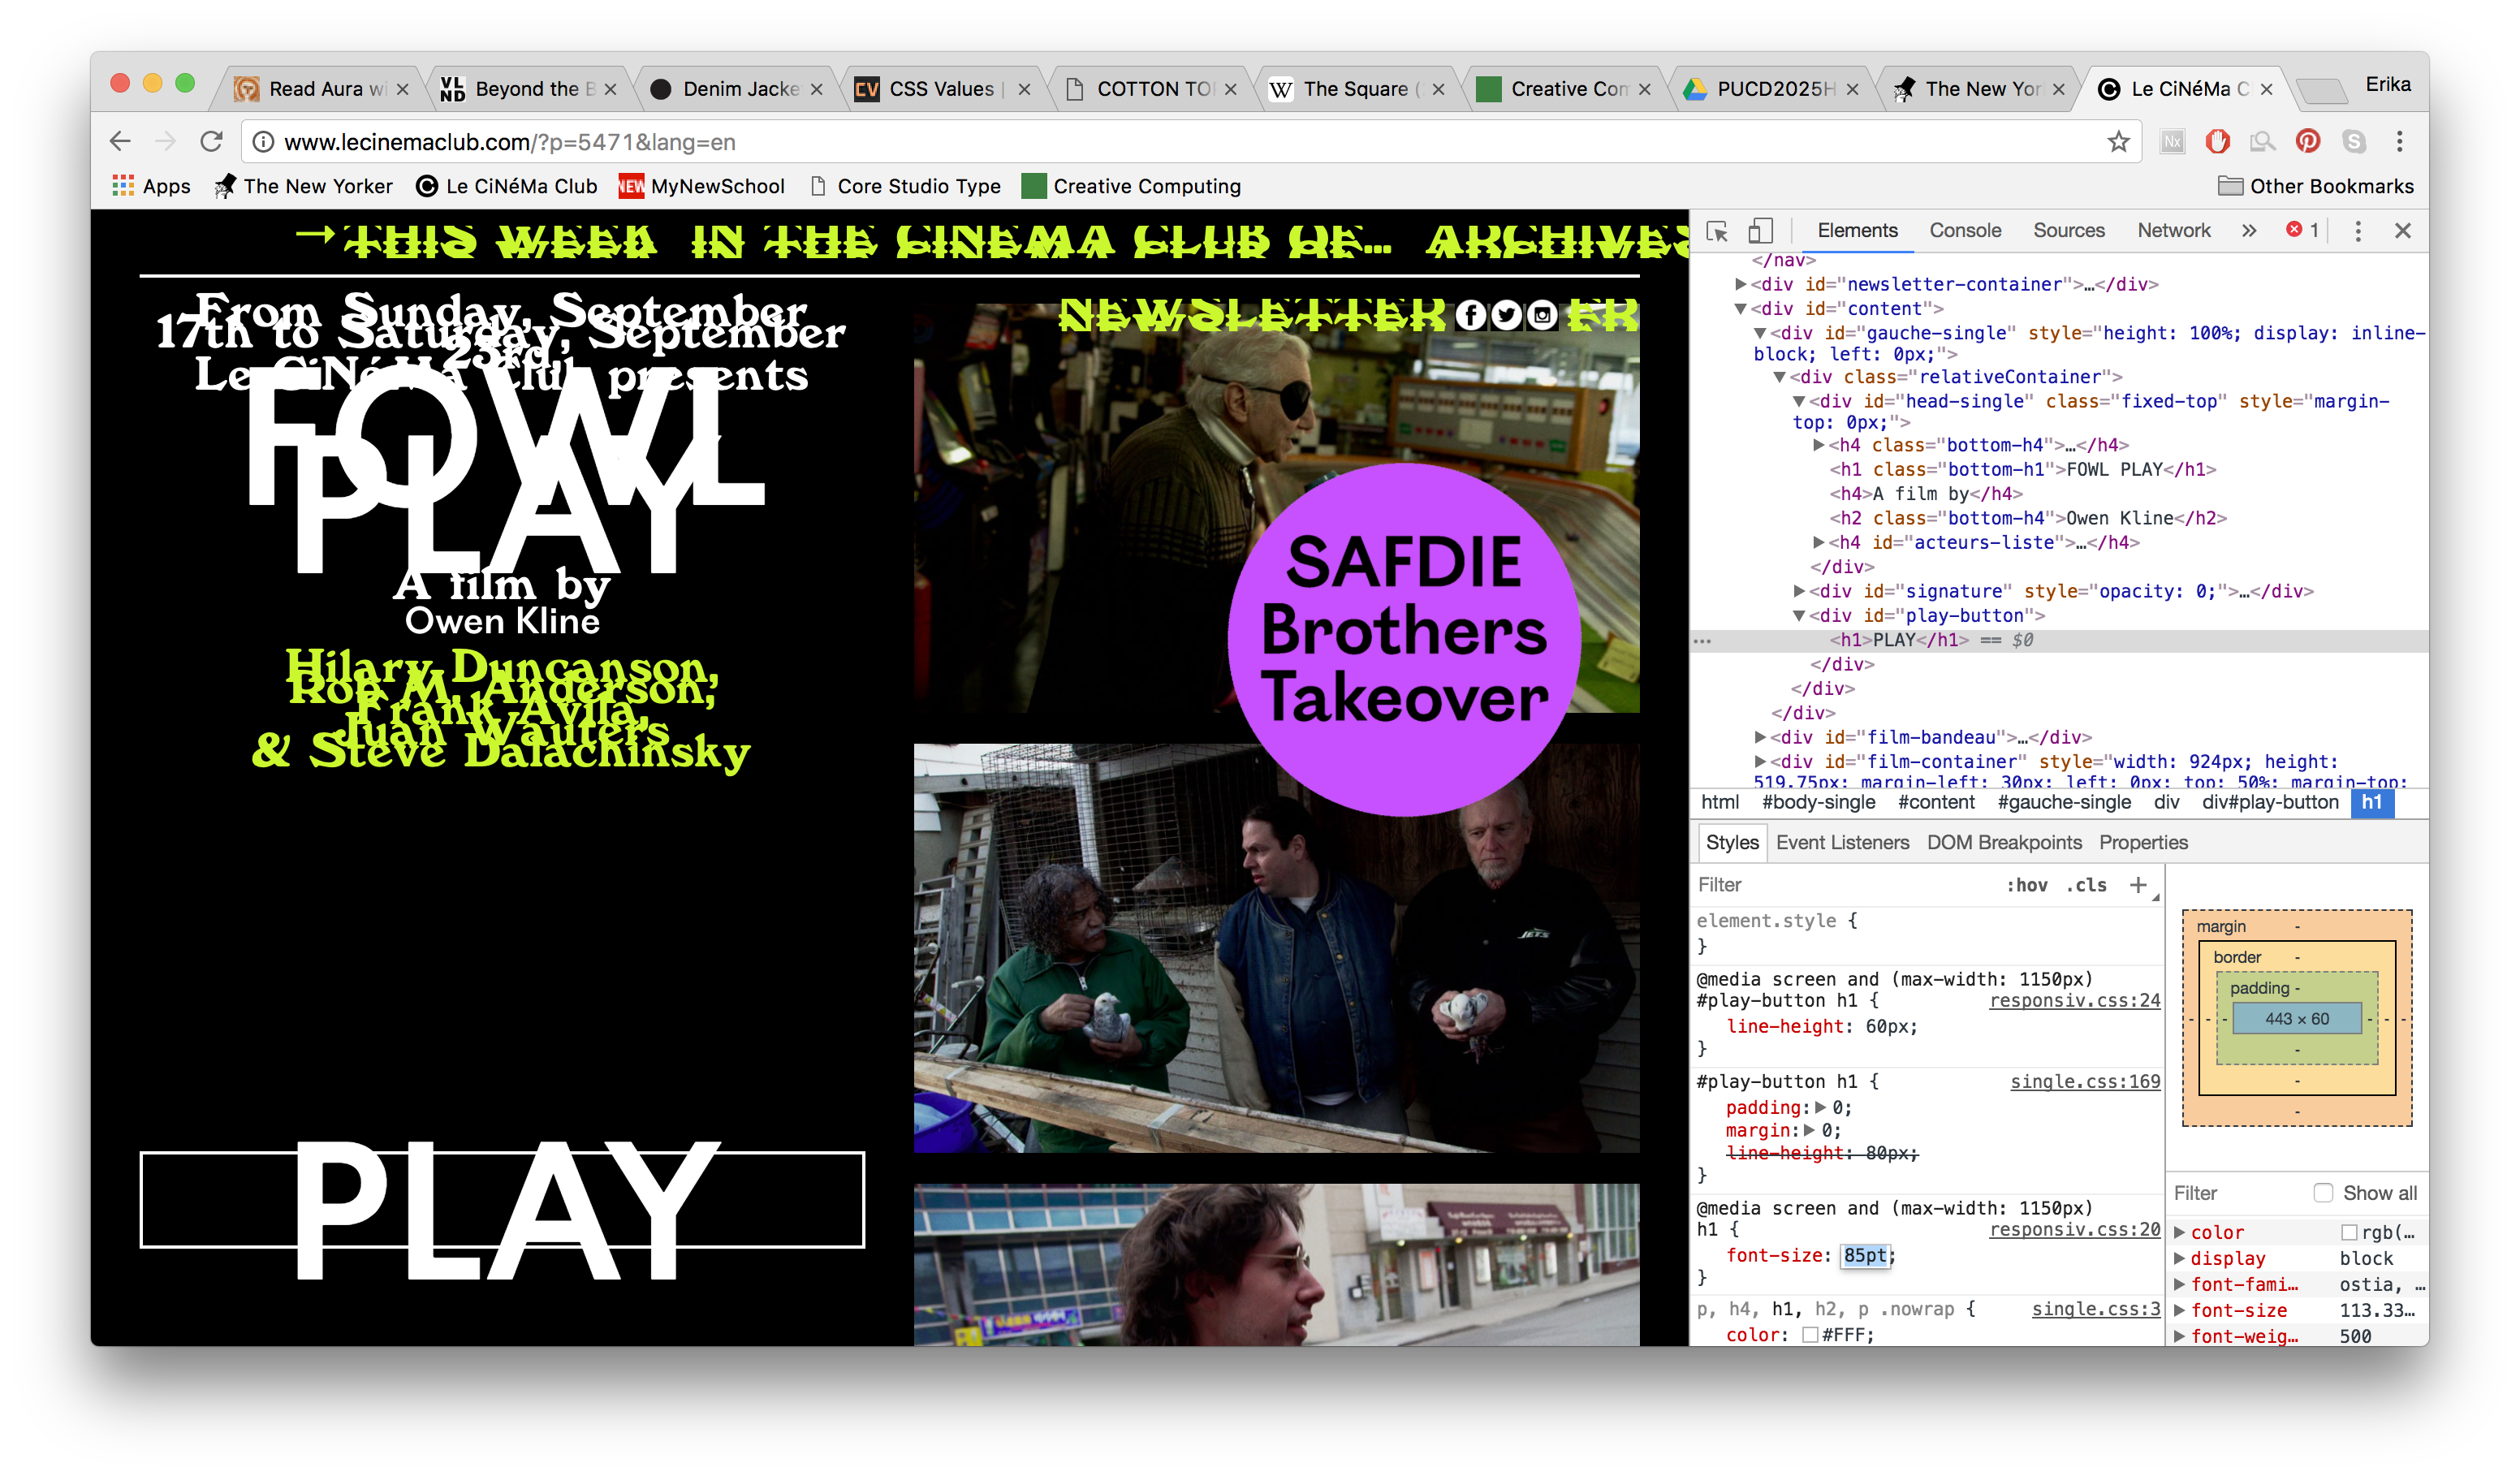 Read Aura wi
VLND Beyond the B
Denim Jacke
CV CSS Values |
COTTON TO
W The Square (
Creative Com
PUCD2025H
The New Yor
Le CiNéMa C
Erika
www.lecinemaclub.com/?p=5471&lang=en
Apps
The New Yorker
Le CiNéMa Club
NEW MyNewSchool
Core Studio Type
Creative Computing
Other Bookmarks
→THIS WEEK IN THE CINEMA CLUB OF... ARCHIVES
NEWSLETTER FR
From Sunday, September
17th to Saturday, September
23rd,
Le CiNéMA Club presents
FOWL
PLAY
A film by
Owen Kline
Hilary Duncanson,
Rob M. Anderson,
Frank Avila,
Juan Wauters
& Steve Dalachinsky
PLAY
SAFDIE
Brothers
Takeover
JETS
Elements Console Sources Network » 1
</nav>
▶<div id="newsletter-container">…</div>
▼<div id="content">
▼<div id="gauche-single" style="height: 100%; display: inline-
block; left: 0px;">
▼<div class="relativeContainer">
▼<div id="head-single" class="fixed-top" style="margin-
top: 0px;">
▶<h4 class="bottom-h4">…</h4>
<h1 class="bottom-h1">FOWL PLAY</h1>
<h4>A film by</h4>
<h2 class="bottom-h4">Owen Kline</h2>
▶<h4 id="acteurs-liste">…</h4>
</div>
▶<div id="signature" style="opacity: 0;">…</div>
▼<div id="play-button">
… <h1>PLAY</h1> == $0
</div>
</div>
</div>
▶<div id="film-bandeau">…</div>
▶<div id="film-container" style="width: 924px; height:
519.75px; margin-left: 30px; left: 0px; top: 50%; margin-top:
html #body-single #content #gauche-single div div#play-button h1
Styles Event Listeners DOM Breakpoints Properties
Filter :hov .cls +
element.style {
}
@media screen and (max-width: 1150px)
#play-button h1 { responsiv.css:24
line-height: 60px;
}
#play-button h1 { single.css:169
padding:▶ 0;
margin:▶ 0;
line-height: 80px;
}
@media screen and (max-width: 1150px)
h1 { responsiv.css:20
font-size: 85pt;
}
p, h4, h1, h2, p .nowrap { single.css:3
color: #FFF;
margin -
border -
padding -
443 × 60
Filter Show all
▶ color rgb(…
▶ display block
▶ font-fami… ostia, …
▶ font-size 113.33…
▶ font-weig… 500